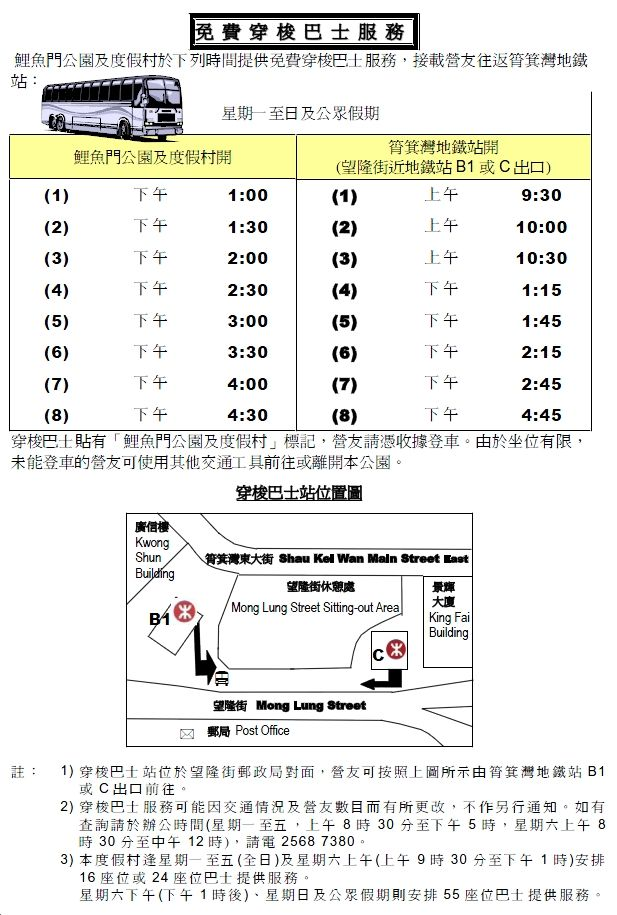 免費穿梭巴士服務
鯉魚門公園及度假村於下列時間提供免費穿梭巴士服務，接載營友往返筲箕灣地鐵
站：
星期一至日及公眾假期
鯉魚門公園及度假村開
筲箕灣地鐵站開
(望隆街近地鐵站 B1 或 C 出口)
(1) 下午 1:00 (1) 上午 9:30
(2) 下午 1:30 (2) 上午 10:00
(3) 下午 2:00 (3) 上午 10:30
(4) 下午 2:30 (4) 下午 1:15
(5) 下午 3:00 (5) 下午 1:45
(6) 下午 3:30 (6) 下午 2:15
(7) 下午 4:00 (7) 下午 2:45
(8) 下午 4:30 (8) 下午 4:45
穿梭巴士貼有「鯉魚門公園及度假村」標記，營友請憑收據登車。由於坐位有限，
未能登車的營友可使用其他交通工具前往或離開本公園。
穿梭巴士站位置圖
廣信樓
Kwong
Shun
Building
筲箕灣東大街 Shau Kei Wan Main Street East
望隆街休憩處
Mong Lung Street Sitting-out Area
景輝
大廈
King Fai
Building
B1
C
望隆街 Mong Lung Street
郵局 Post Office
註： 1) 穿梭巴士站位於望隆街郵政局對面，營友可按照上圖所示由筲箕灣地鐵站 B1
或 C 出口前往。
2) 穿梭巴士服務可能因交通情況及營友數目而有所更改，不作另行通知。如有
查詢請於辦公時間(星期一至五，上午 8 時 30 分至下午 5 時，星期六上午 8
時 30 分至中午 12 時)，請電 2568 7380。
3) 本度假村逢星期一至五(全日)及星期六上午(上午 9 時 30 分至下午 1 時)安排
16 座位或 24 座位巴士提供服務。
星期六下午(下午 1 時後)、星期日及公眾假期則安排 55 座位巴士提供服務。